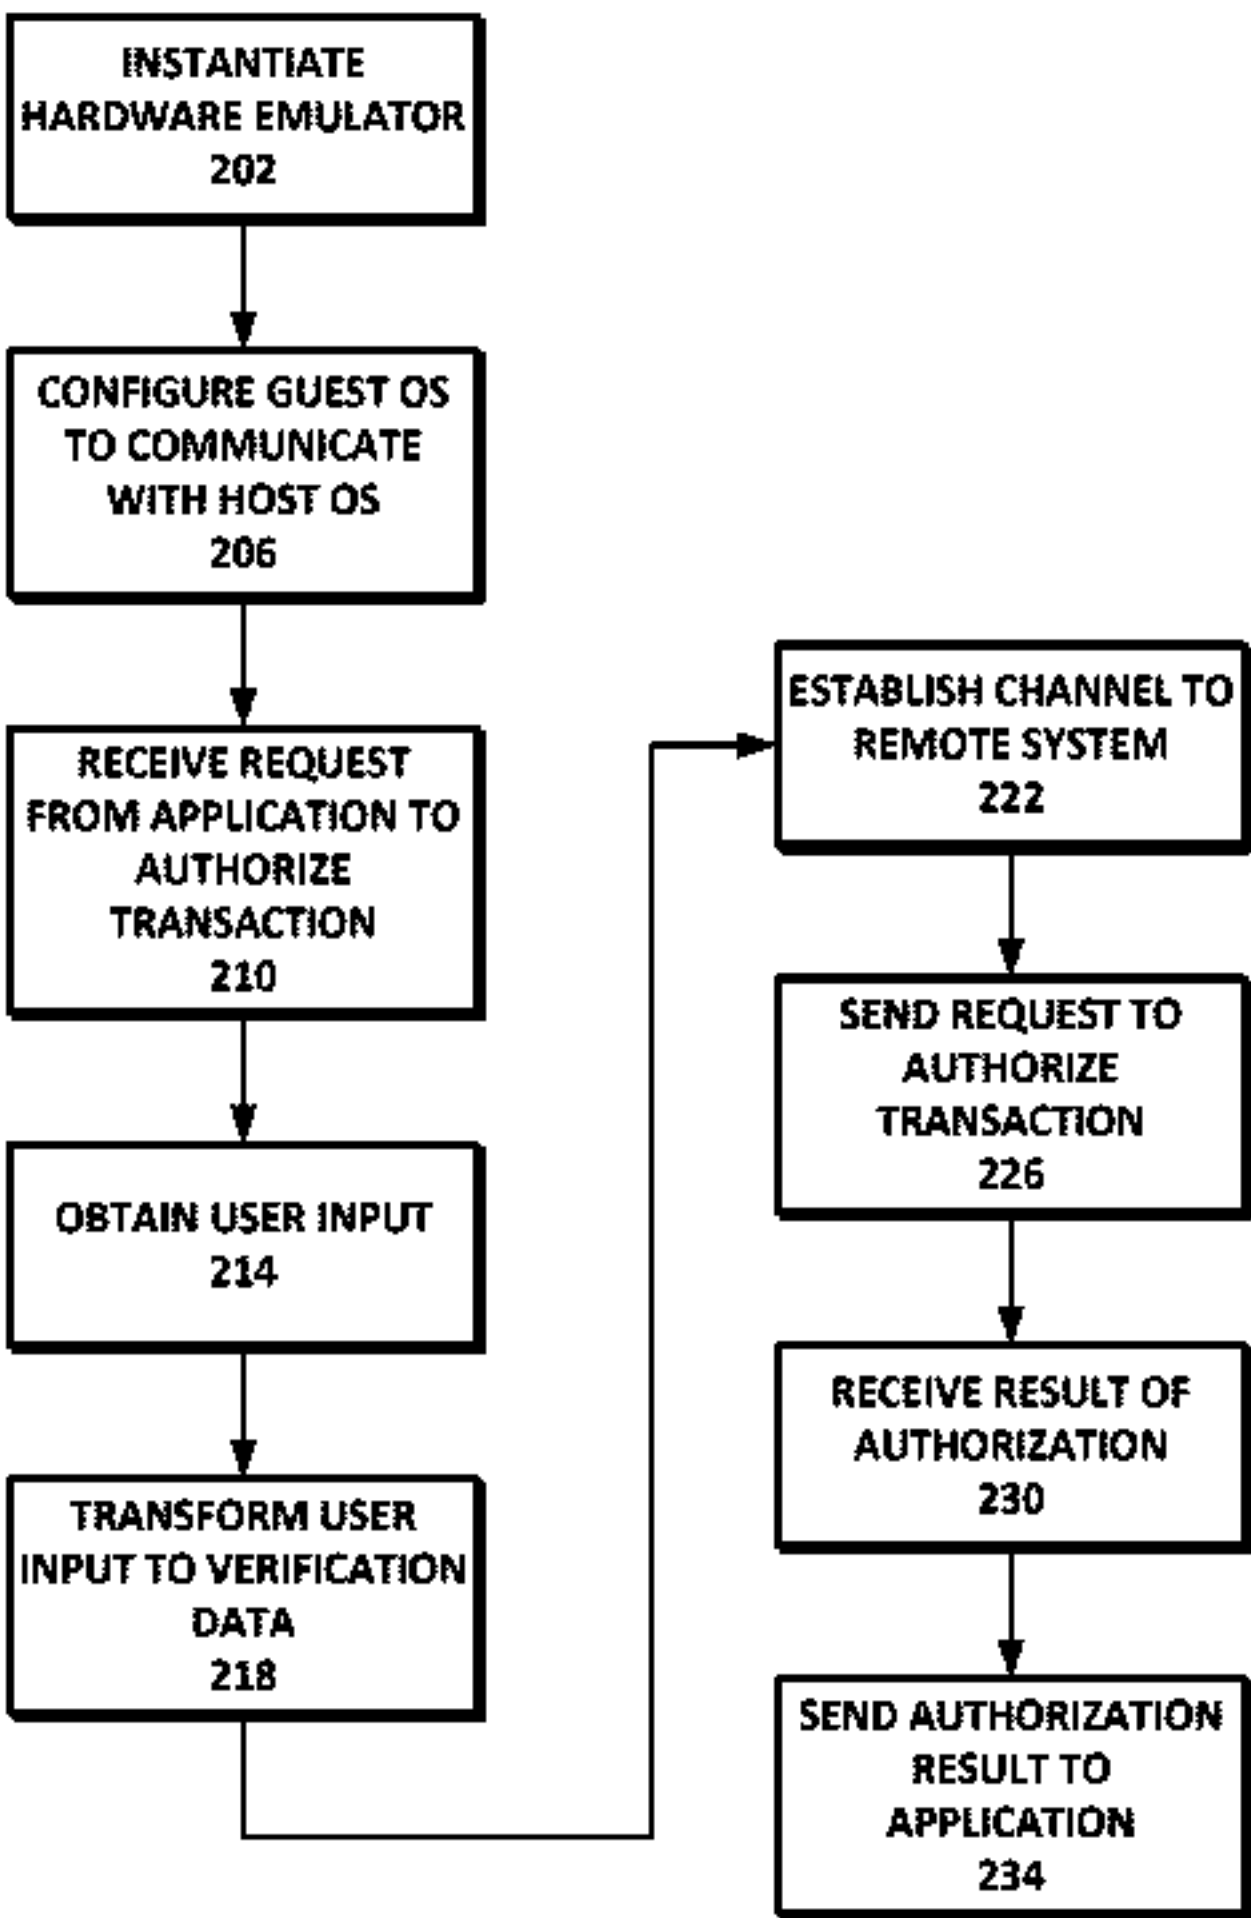 INSTANTIATE
HARDWARE EMULATOR
202
CONFIGURE GUEST OS
TO COMMUNICATE
WITH HOST OS
206
RECEIVE REQUEST
FROM APPLICATION TO
AUTHORIZE
TRANSACTION
210
OBTAIN USER INPUT
214
TRANSFORM USER
INPUT TO VERIFICATION
DATA
218
ESTABLISH CHANNEL TO
REMOTE SYSTEM
222
SEND REQUEST TO
AUTHORIZE
TRANSACTION
226
RECEIVE RESULT OF
AUTHORIZATION
230
SEND AUTHORIZATION
RESULT TO
APPLICATION
234